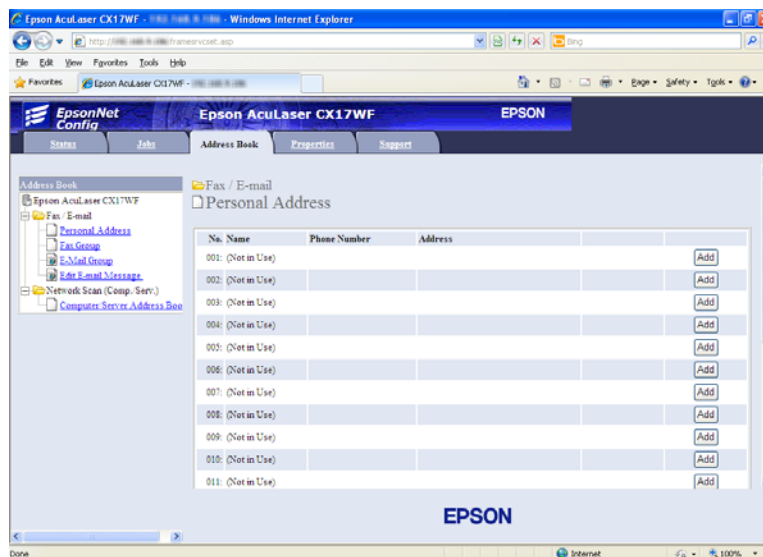 Epson AcuLaser CX17WF - - Windows Internet Explorer
http:// framesrvcset.asp
Bing
File Edit View Favorites Tools Help
Favorites Epson AcuLaser CX17WF - Page Safety Tools
EpsonNet Config
Epson AcuLaser CX17WF
EPSON
Status Jobs Address Book Properties Support
Address Book
Epson AcuLaser CX17WF
Fax / E-mail
Personal Address
Fax Group
E-Mail Group
Edit E-mail Message
Network Scan (Comp. Serv.)
Computer Server Address Boo
Fax / E-mail
Personal Address
No. Name Phone Number Address
001: (Not in Use) Add
002: (Not in Use) Add
003: (Not in Use) Add
004: (Not in Use) Add
005: (Not in Use) Add
006: (Not in Use) Add
007: (Not in Use) Add
008: (Not in Use) Add
009: (Not in Use) Add
010: (Not in Use) Add
011: (Not in Use) Add
EPSON
Done Internet 100%